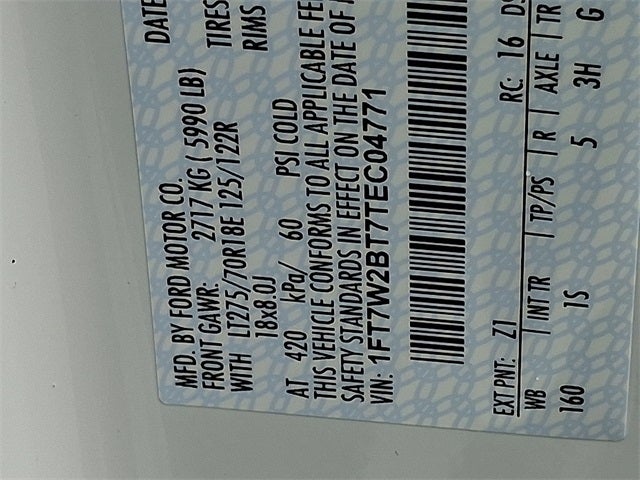 MFD. BY FORD MOTOR CO. DATE
FRONT GAWR: 2717 KG ( 5990 LB)
WITH LT275/70R18E 125/122R TIRES
18x8.0J RIMS
AT 420 kPa/ 60 PSI COLD
THIS VEHICLE CONFORMS TO ALL APPLICABLE FE
SAFETY STANDARDS IN EFFECT ON THE DATE OF
VIN: 1FT7W2BT7TEC04771
EXT PNT: Z1 RC: 16 DS
WB | INT TR | TP/PS | R | AXLE | TR
160 1S 5 3H G